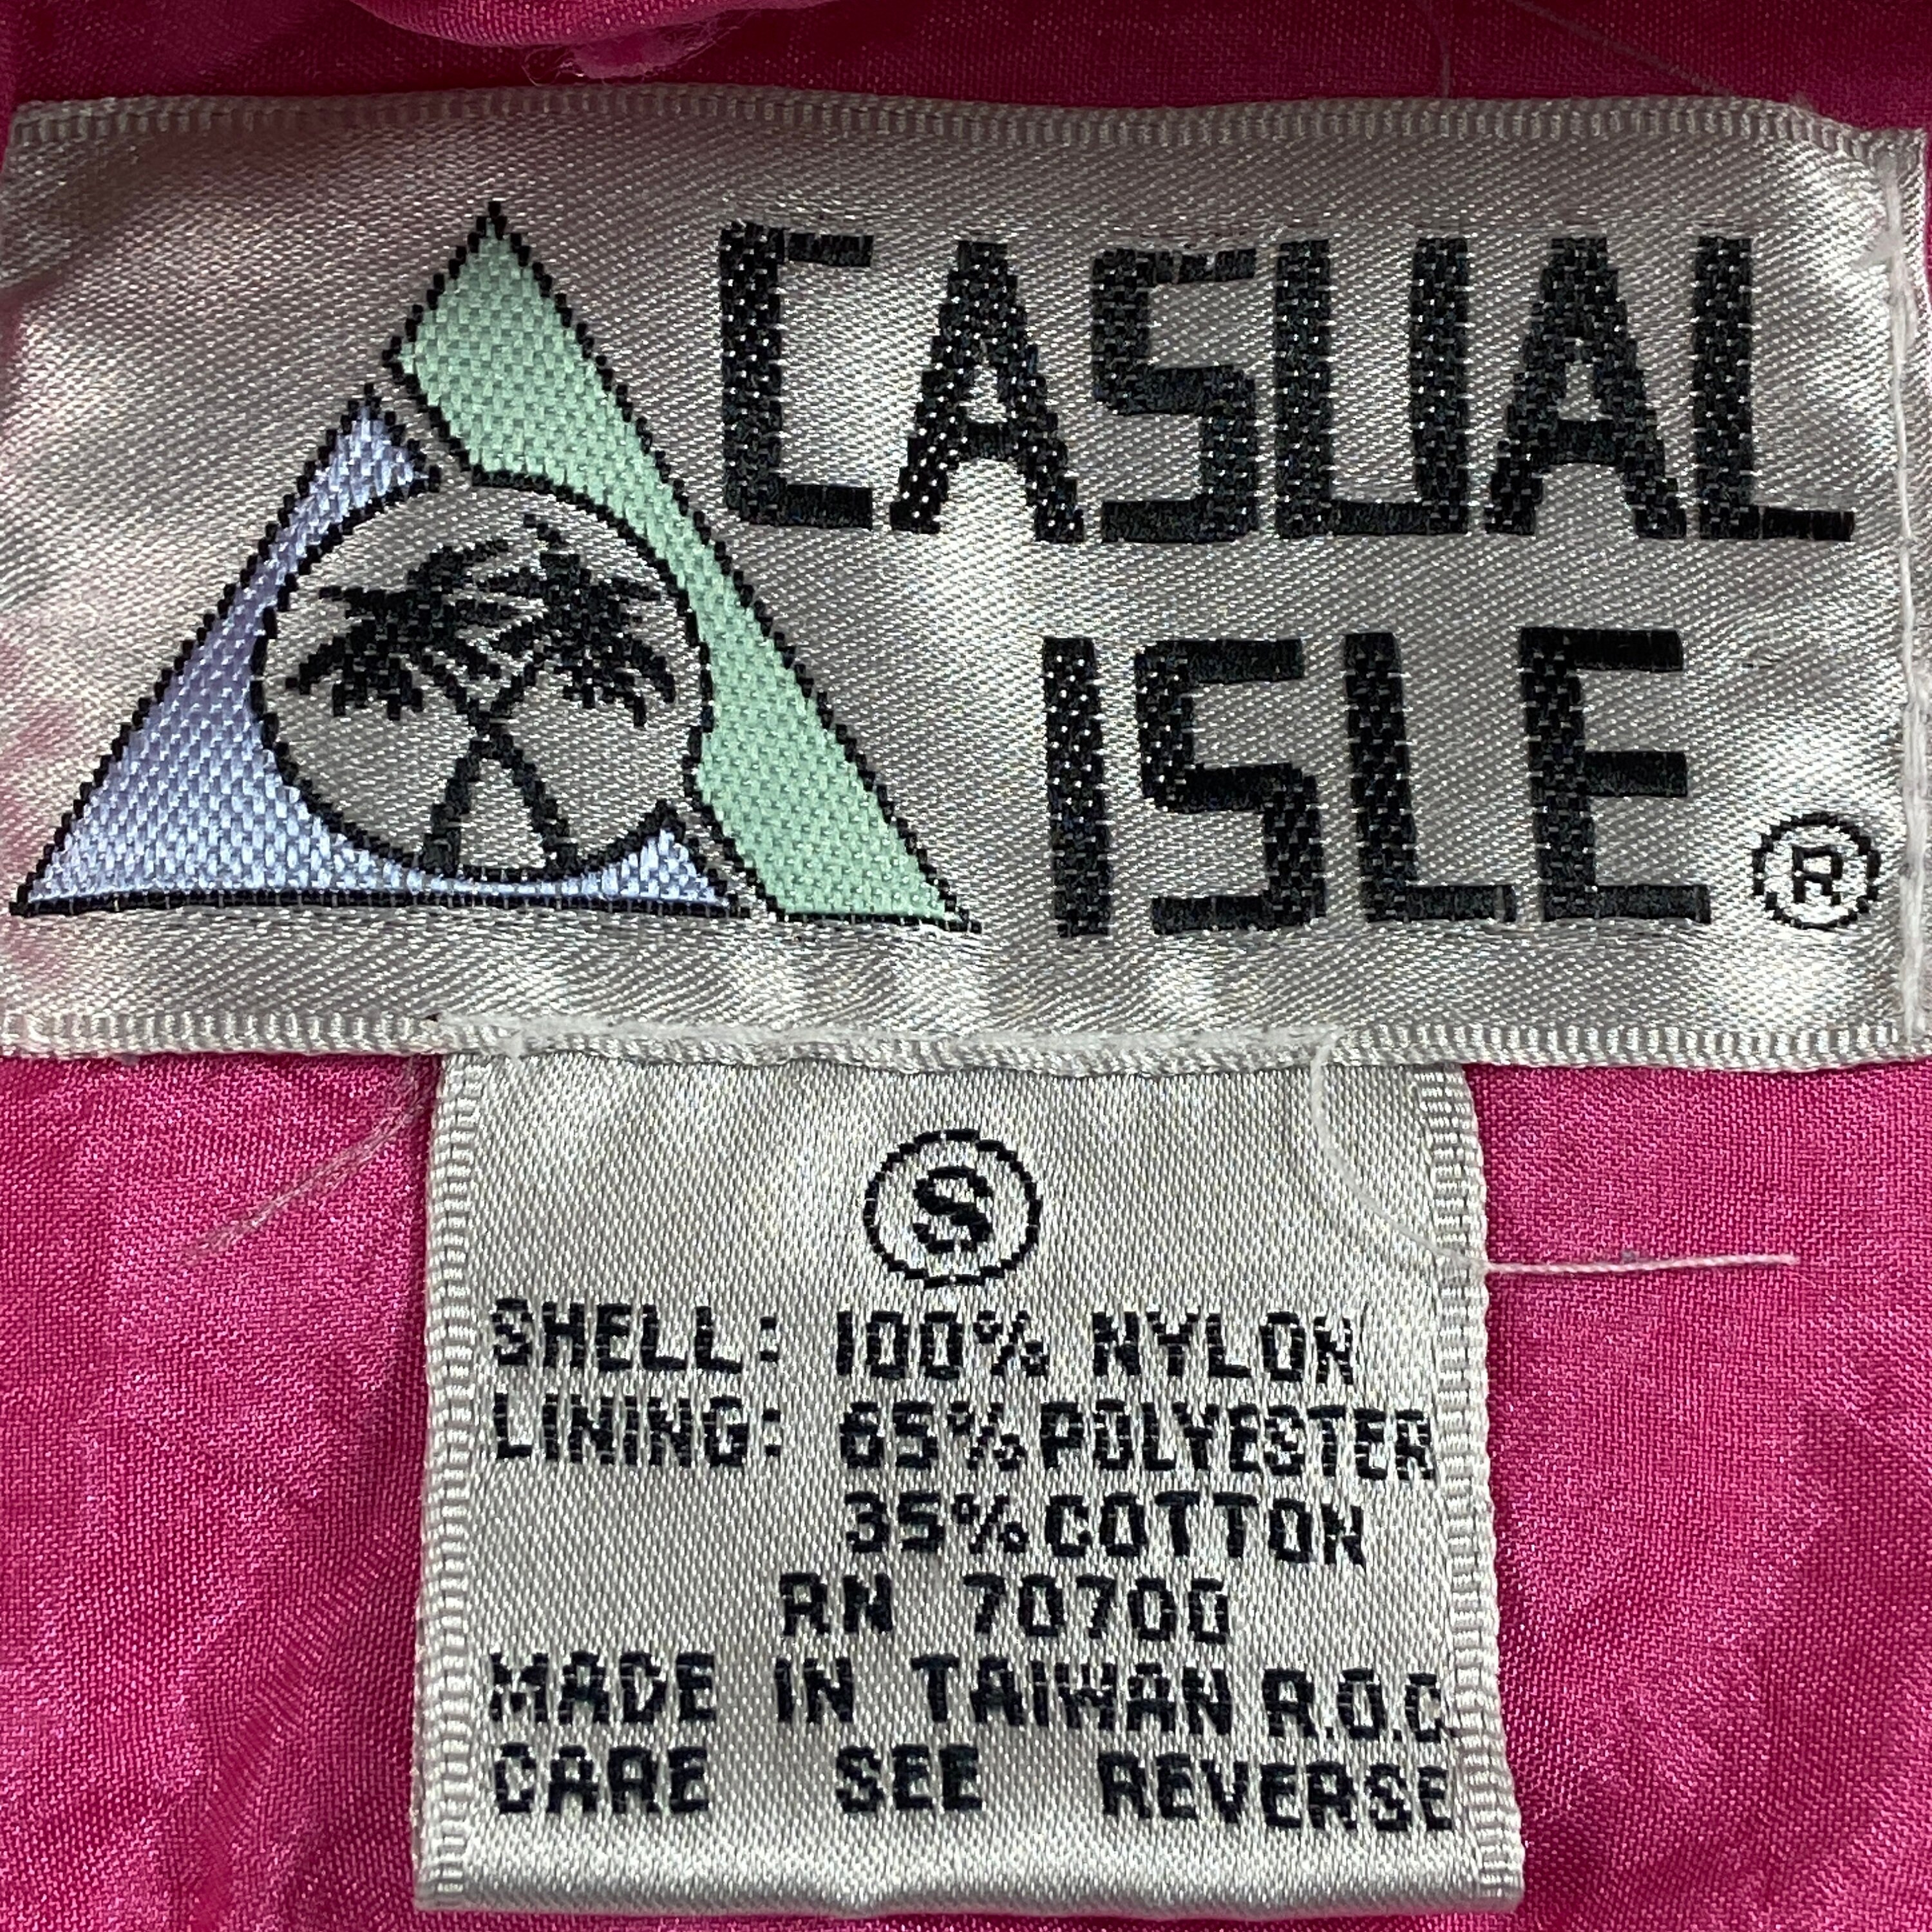 CASUAL
ISLE ®
S
SHELL: 100% NYLON
LINING: 65% POLYESTER
35% COTTON
RN 70700
MADE IN TAIWAN R.O.C
CARE SEE REVERSE